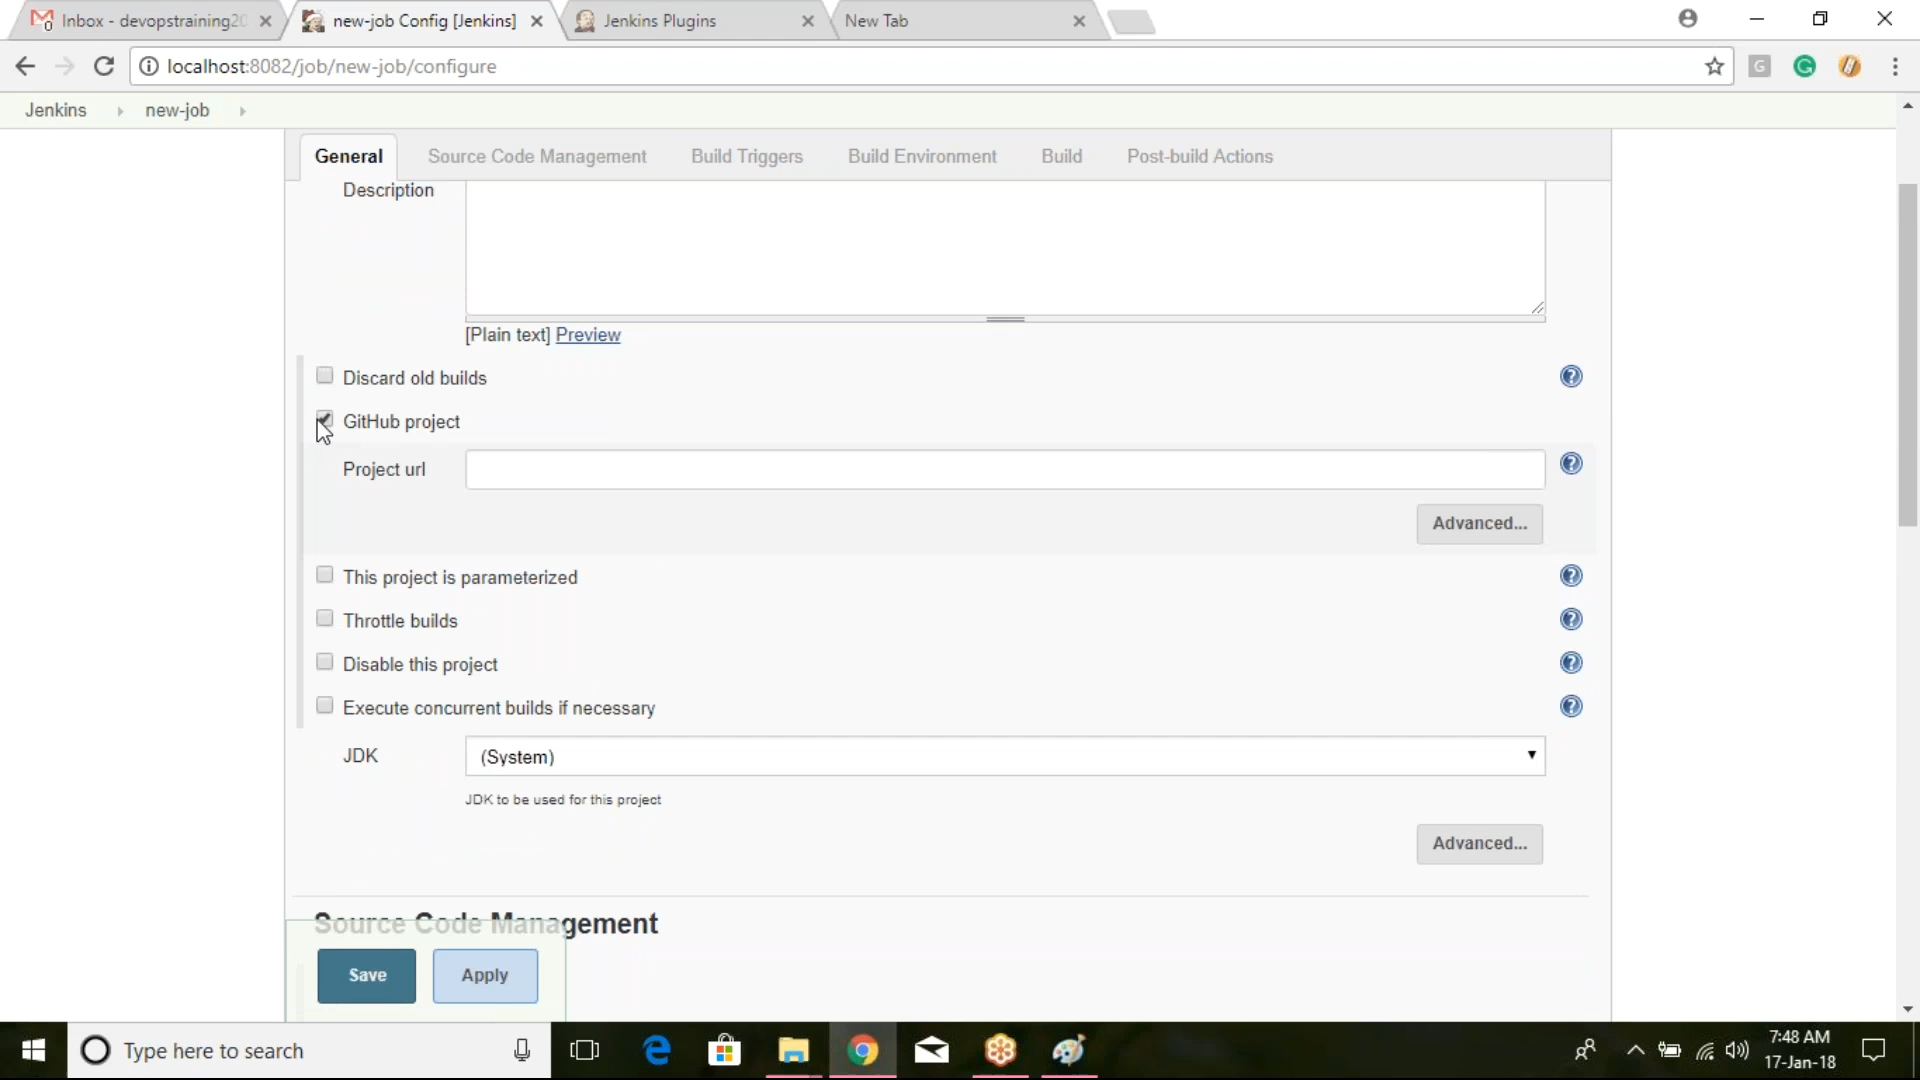 Inbox - devopstraining20
new-job Config [Jenkins]
Jenkins Plugins
New Tab
localhost:8082/job/new-job/configure
G
G
Jenkins
new-job
General
Source Code Management
Build Triggers
Build Environment
Build
Post-build Actions
Description
[Plain text] Preview
Discard old builds
?
GitHub project
Project url
?
Advanced...
This project is parameterized
?
Throttle builds
?
Disable this project
?
Execute concurrent builds if necessary
?
JDK
(System)
JDK to be used for this project
Advanced...
Source Code Management
Save
Apply
Type here to search
7:48 AM
17-Jan-18